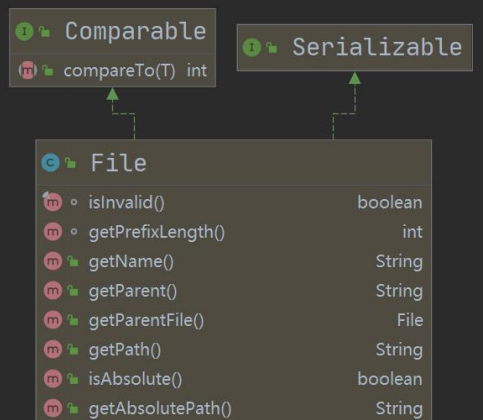 Comparable
compareTo(T) int
Serializable
File
isInvalid() boolean
getPrefixLength() int
getName() String
getParent() String
getParentFile() File
getPath() String
isAbsolute() boolean
getAbsolutePath() String